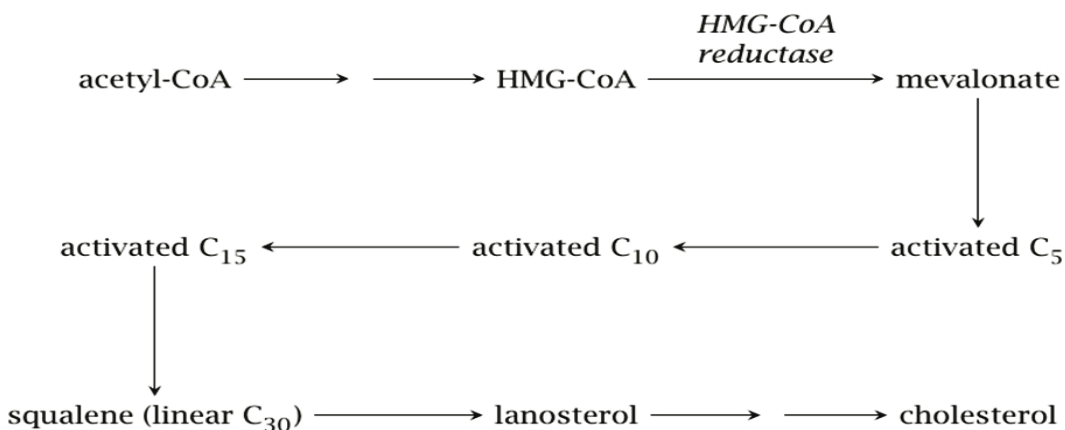 HMG-CoA
reductase
acetyl-CoA HMG-CoA mevalonate
activated C₁₅ activated C₁₀ activated C₅
squalene (linear C₃₀) lanosterol cholesterol